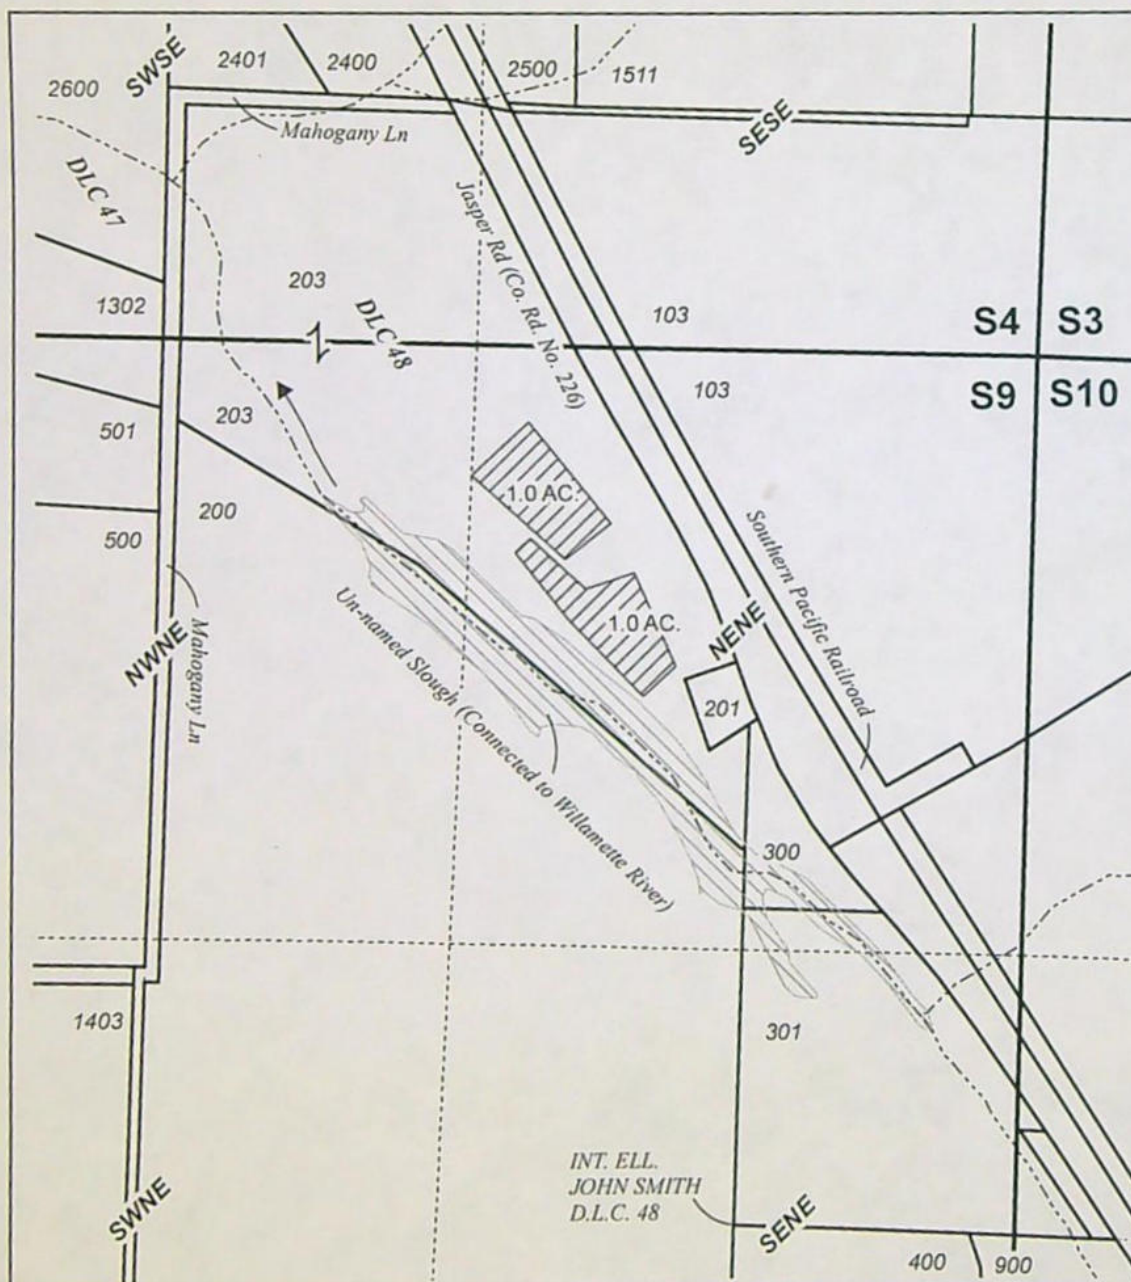 SWSE
2401
2400
2500
1511
2600
Mahogany Ln
SESE
DLC 47
Jasper Rd (Co. Rd. No. 226)
203
1302
DLC 48
103
S4
S3
103
S9
S10
203
501
200
500
1.0 AC.
Southern Pacific Railroad
Un-named Slough (Connected to Willamette River)
1.0 AC.
NENE
NWNE
Mahogany Ln
201
300
1403
301
INT. ELL.
JOHN SMITH
D.L.C. 48
SWNE
SENE
400
900